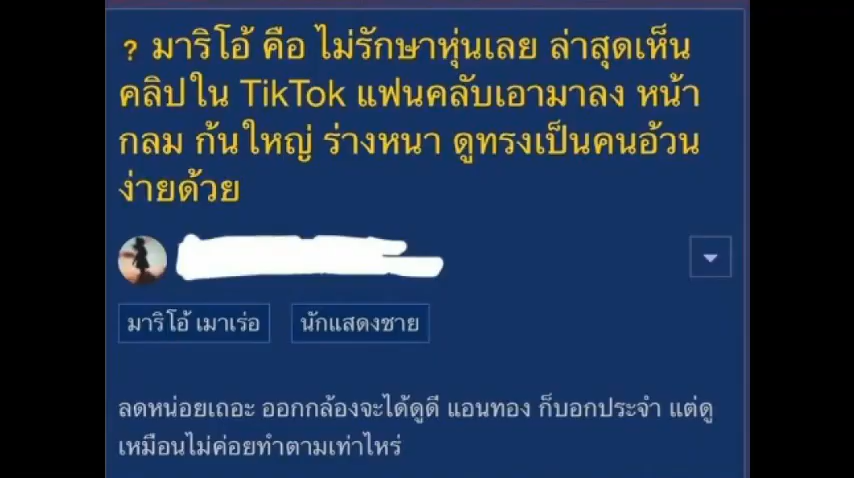 ? มาริโอ้ คือ ไม่รักษาหุ่นเลย ล่าสุดเห็น
คลิปใน TikTok แฟนคลับเอามาลง หน้า
กลม ก้นใหญ่ ร่างหนา ดูทรงเป็นคนอ้วน
ง่ายด้วย
มาริโอ้ เมาเร่อ
นักแสดงชาย
ลดหน่อยเถอะ ออกกล้องจะได้ดูดี แอนทอง ก็บอกประจำ แต่ดู
เหมือนไม่ค่อยทำตามเท่าไหร่